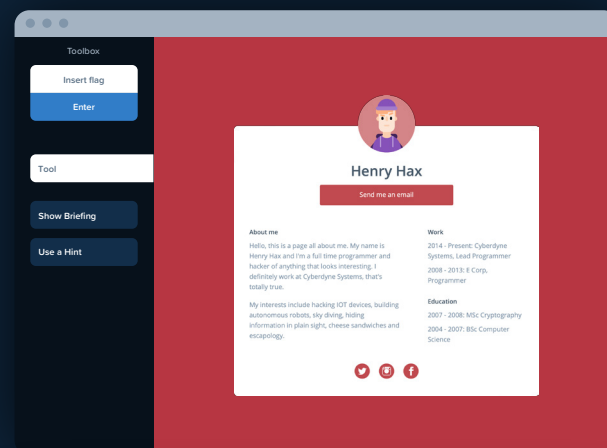 Toolbox
Insert flag
Enter
Tool
Show Briefing
Use a Hint
Henry Hax
Send me an email
About me
Hello, this is a page all about me. My name is
Henry Hax and I'm a full time programmer and
hacker of anything that looks interesting. I
definitely work at Cyberdyne Systems, that's
totally true.
My interests include hacking IOT devices, building
autonomous robots, sky diving, hiding
information in plain sight, cheese sandwiches and
escapology.
Work
2014 - Present: Cyberdyne
Systems, Lead Programmer
2008 - 2013: E Corp,
Programmer
Education
2007 - 2008: MSc Cryptography
2004 - 2007: BSc Computer
Science